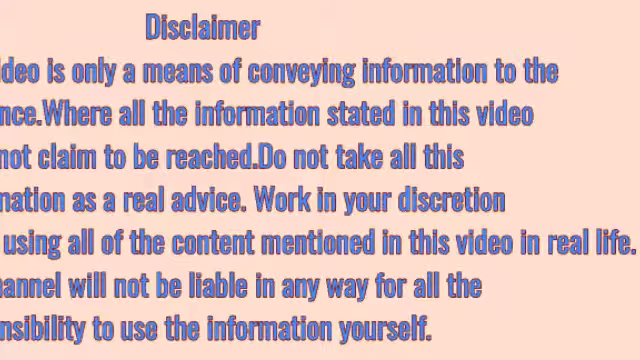 Disclaimer
ideo is only a means of conveying information to the
nce.Where all the information stated in this video
not claim to be reached.Do not take all this
mation as a real advice. Work in your discretion
using all of the content mentioned in this video in real life.
hannel will not be liable in any way for all the
nsibility to use the information yourself.